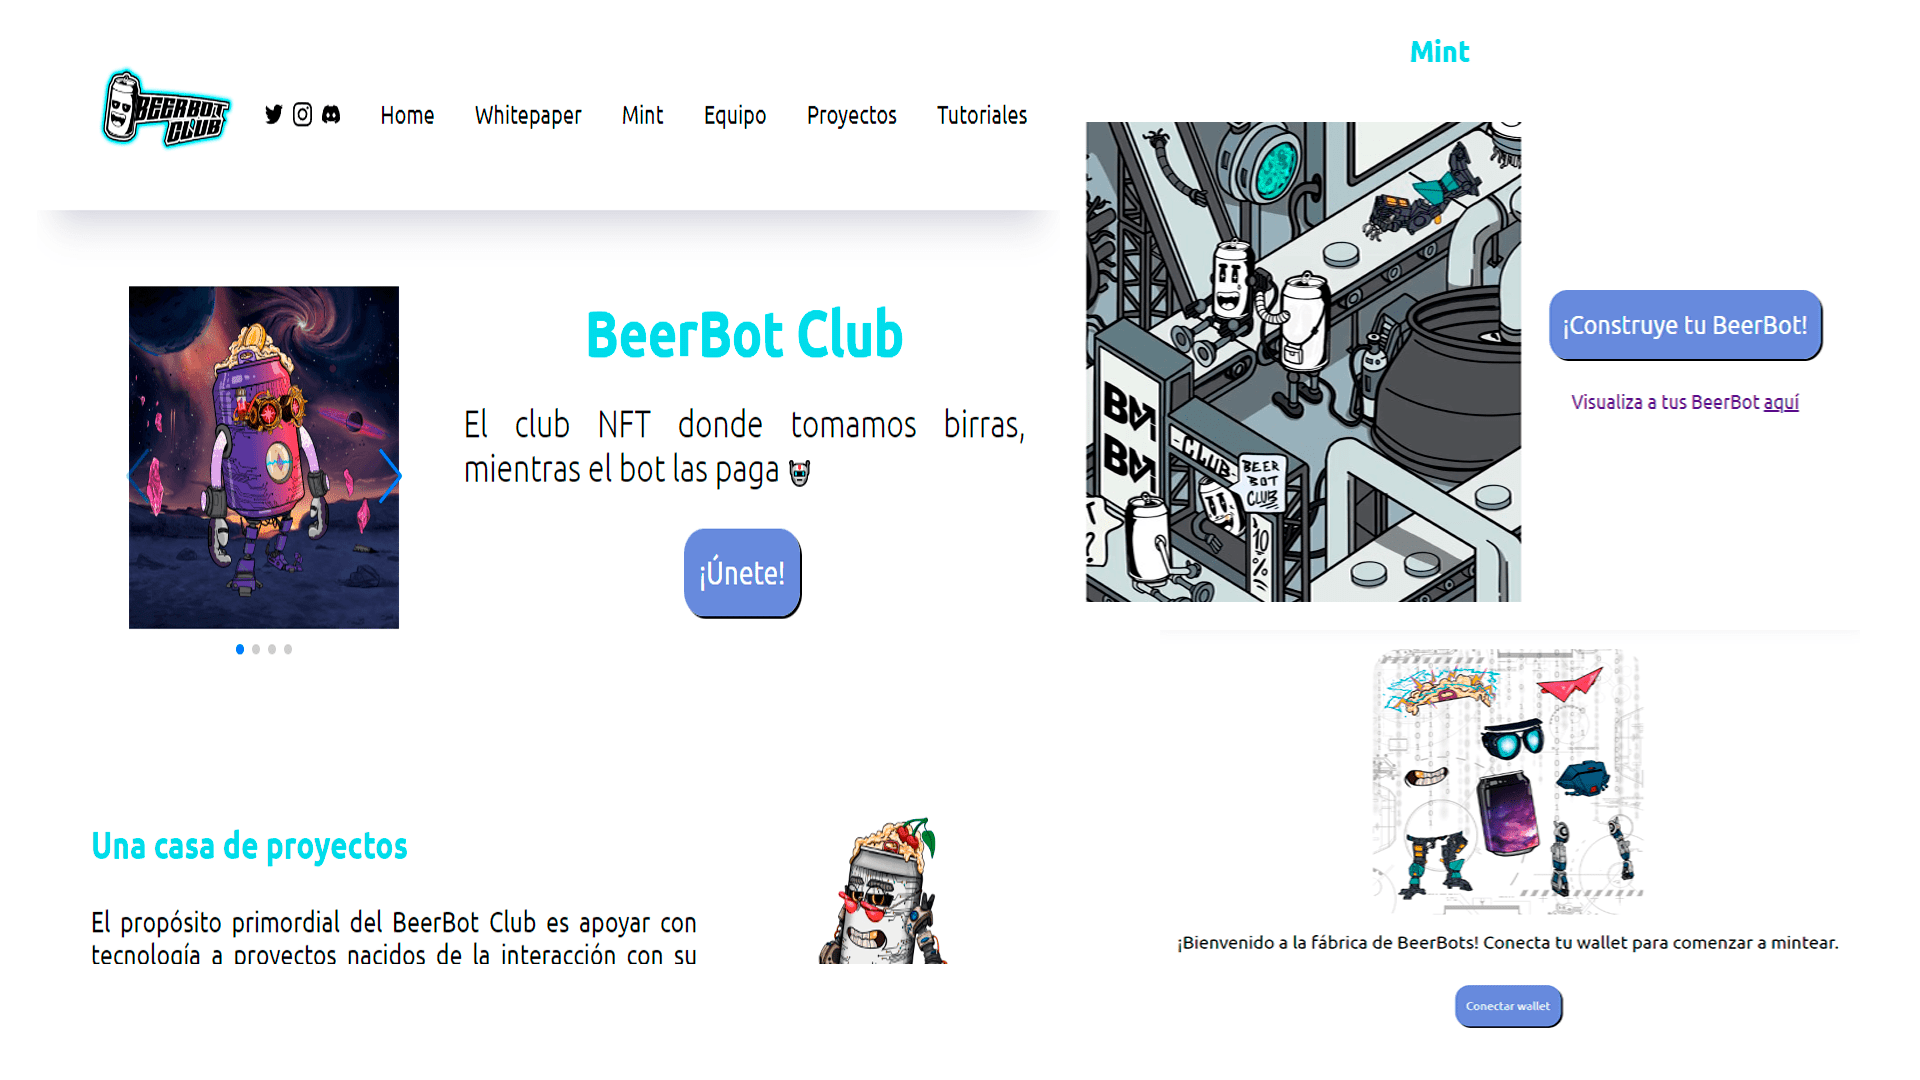 BEERBOT
CLUB
Home Whitepaper Mint Equipo Proyectos Tutoriales
BeerBot Club
El club NFT donde tomamos birras,
mientras el bot las paga
¡Únete!
Una casa de proyectos
El propósito primordial del BeerBot Club es apoyar con
tecnología a proyectos nacidos de la interacción con su
Mint
-CLUB-
BEER
BOT
CLUB
10
%
¡Construye tu BeerBot!
Visualiza a tus BeerBot aquí
¡Bienvenido a la fábrica de BeerBots! Conecta tu wallet para comenzar a mintear.
Conectar wallet